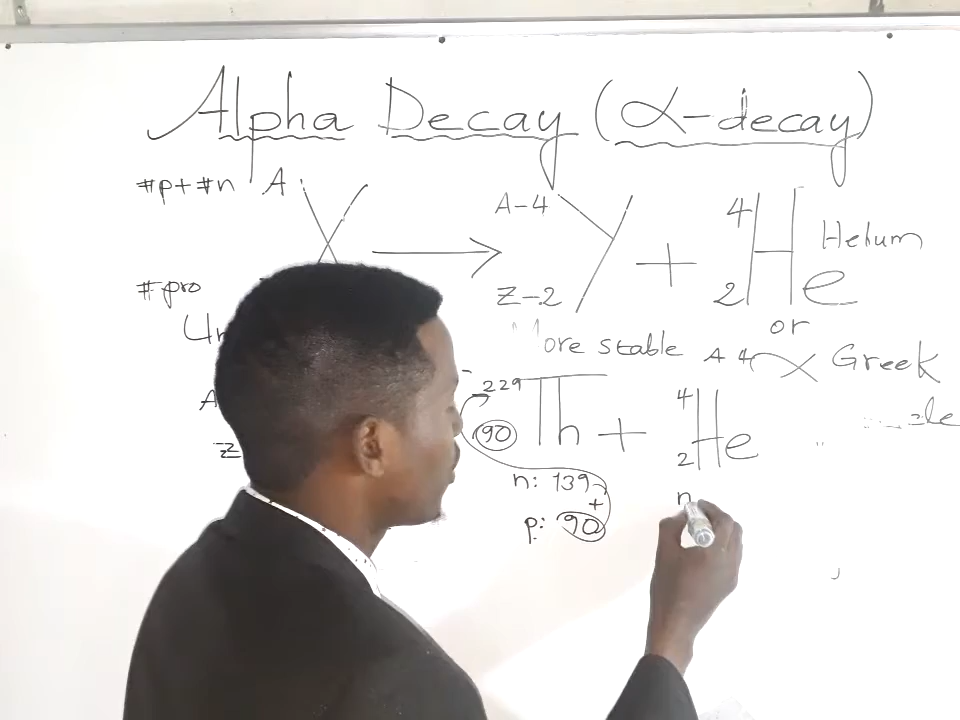 Alpha Decay (α-decay)
#p+#n A X → A-4 Y + 4 He Helium
#pro Z-2 2
or
More stable A 4 α Greek
229 Th + 4 He
90 2
n: 139 n
+
p: 90